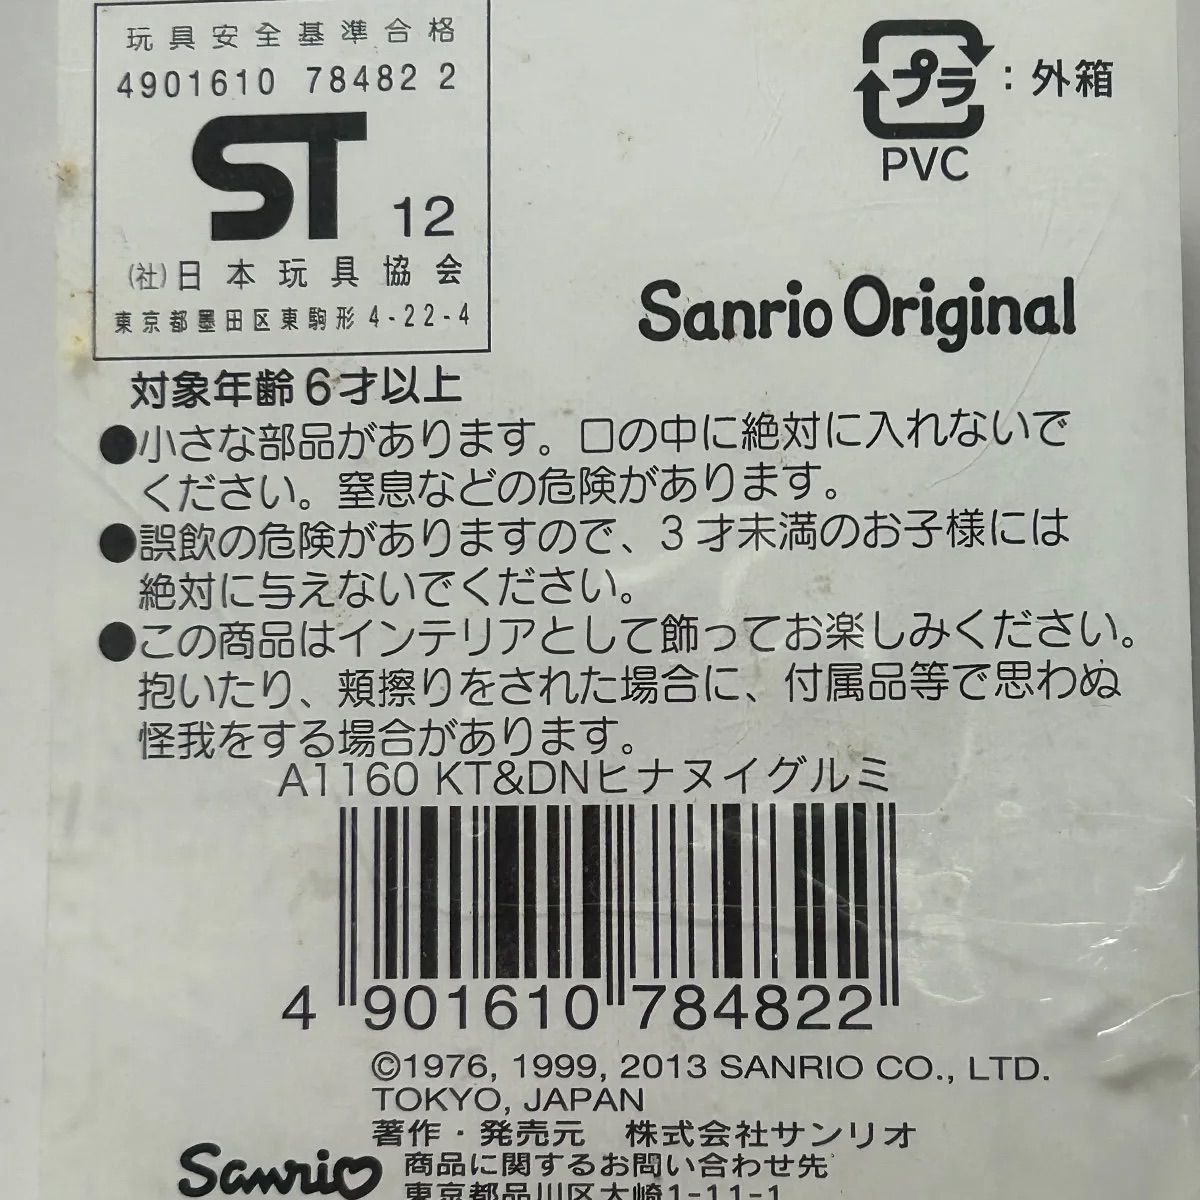 玩具安全基準合格
4901610 78482 2
ST 12
(社)日本玩具協会
東京都墨田区東駒形4-22-4
プラ:外箱
PVC
Sanrio Original
対象年齢6才以上
●小さな部品があります。口の中に絶対に入れないで
ください。窒息などの危険があります。
●誤飲の危険がありますので、3才未満のお子様には
絶対に与えないでください。
●この商品はインテリアとして飾ってお楽しみください。
抱いたり、頬擦りをされた場合に、付属品等で思わぬ
怪我をする場合があります。
A1160 KT&DNヒナヌイグルミ
4 901610 784822
©1976, 1999, 2013 SANRIO CO., LTD.
TOKYO, JAPAN
著作・発売元 株式会社サンリオ
Sanrio 商品に関するお問い合わせ先
東京都品川区大崎1-11-1